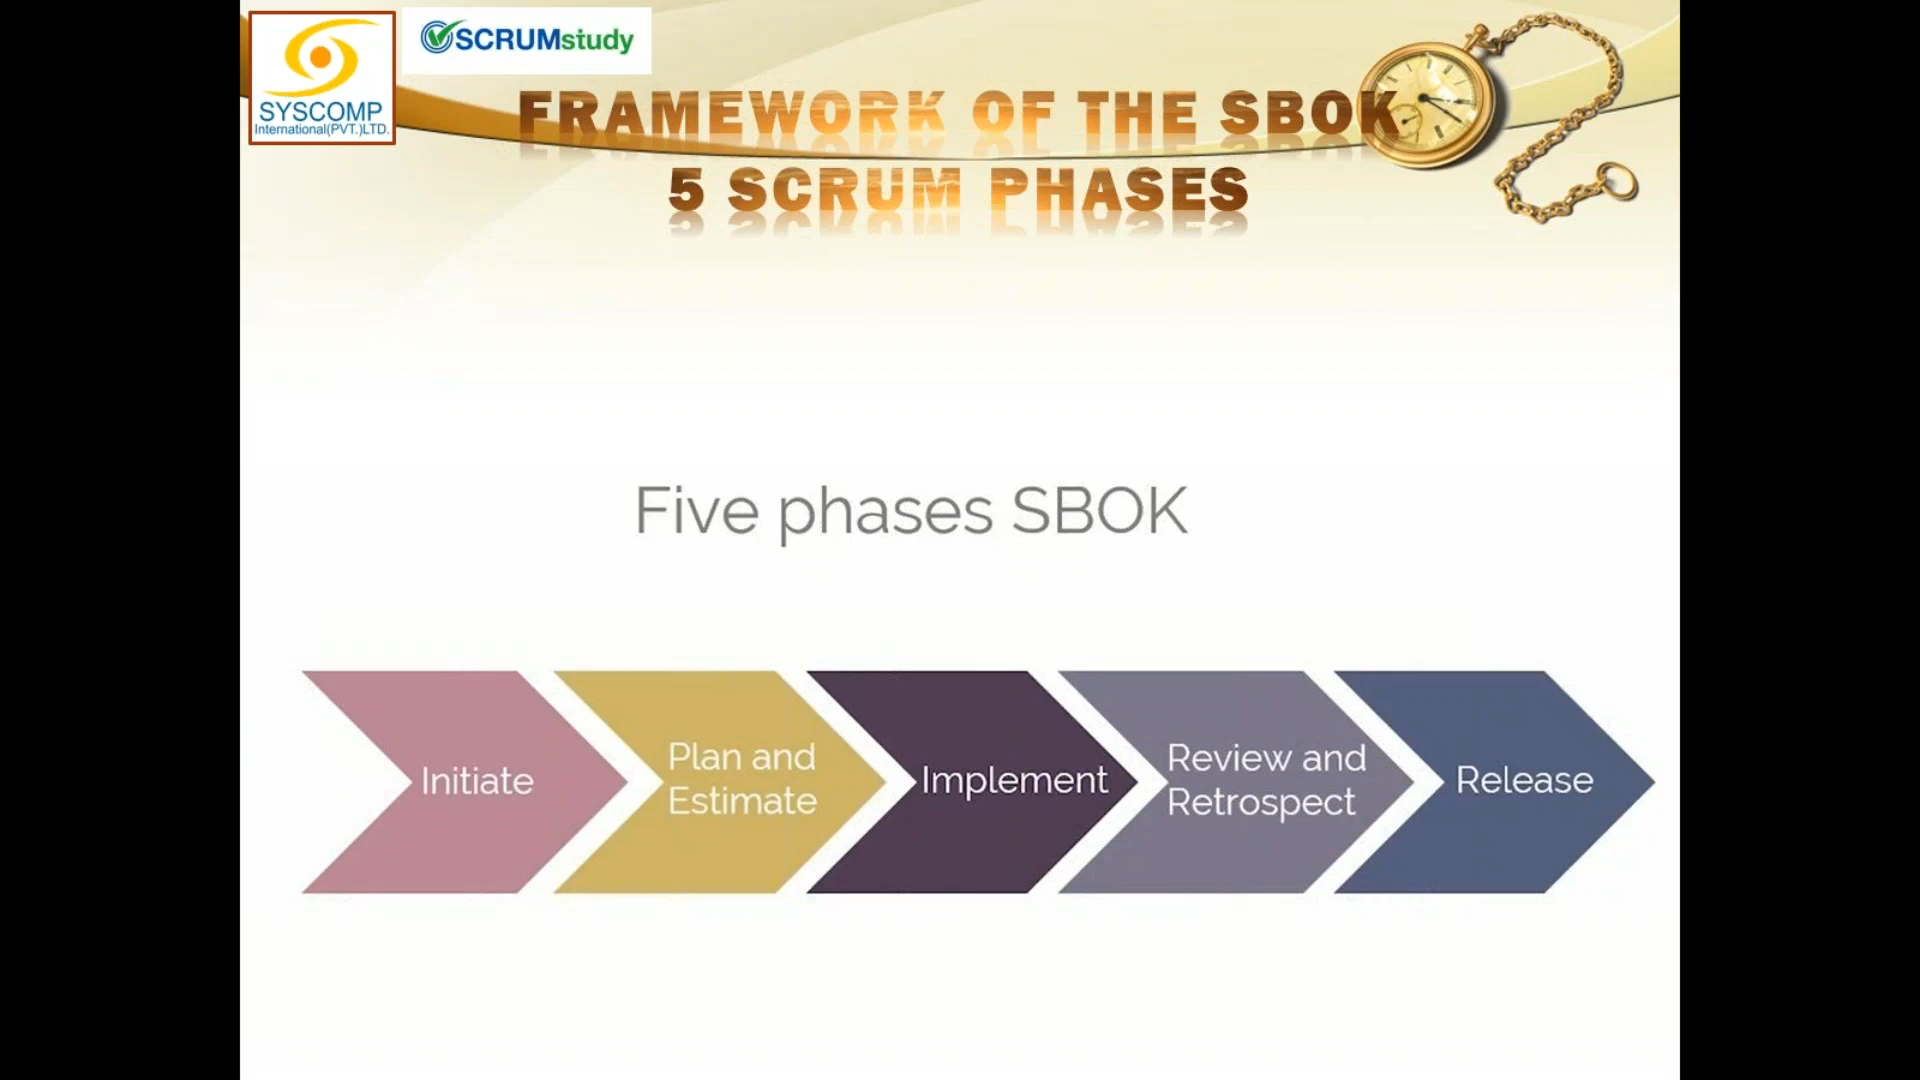 SYSCOMP
International(PVT.)LTD.
SCRUMstudy
FRAMEWORK OF THE SBOK
5 SCRUM PHASES
Five phases SBOK
Initiate
Plan and
Estimate
Implement
Review and
Retrospect
Release